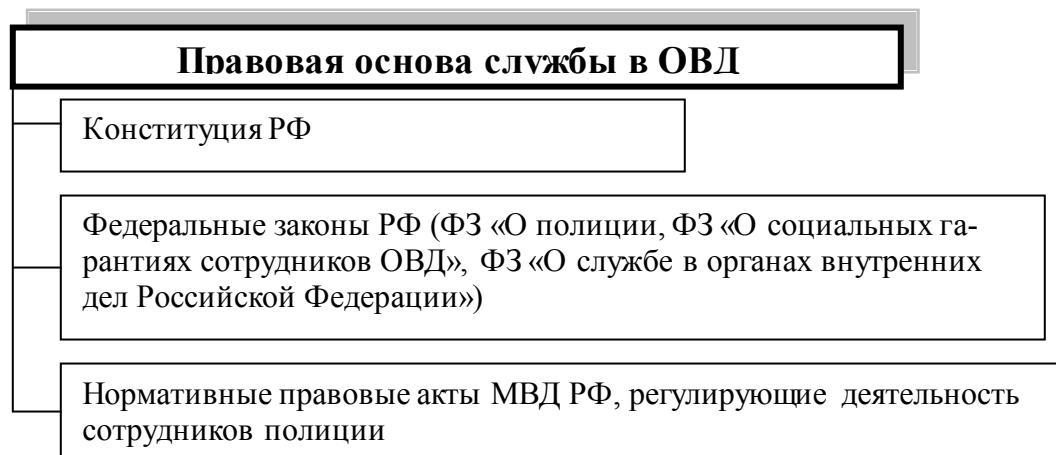 Правовая основа службы в ОВД
Конституция РФ
Федеральные законы РФ (ФЗ «О полиции, ФЗ «О социальных га-
рантиях сотрудников ОВД», ФЗ «О службе в органах внутренних
дел Российской Федерации»)
Нормативные правовые акты МВД РФ, регулирующие деятельность
сотрудников полиции